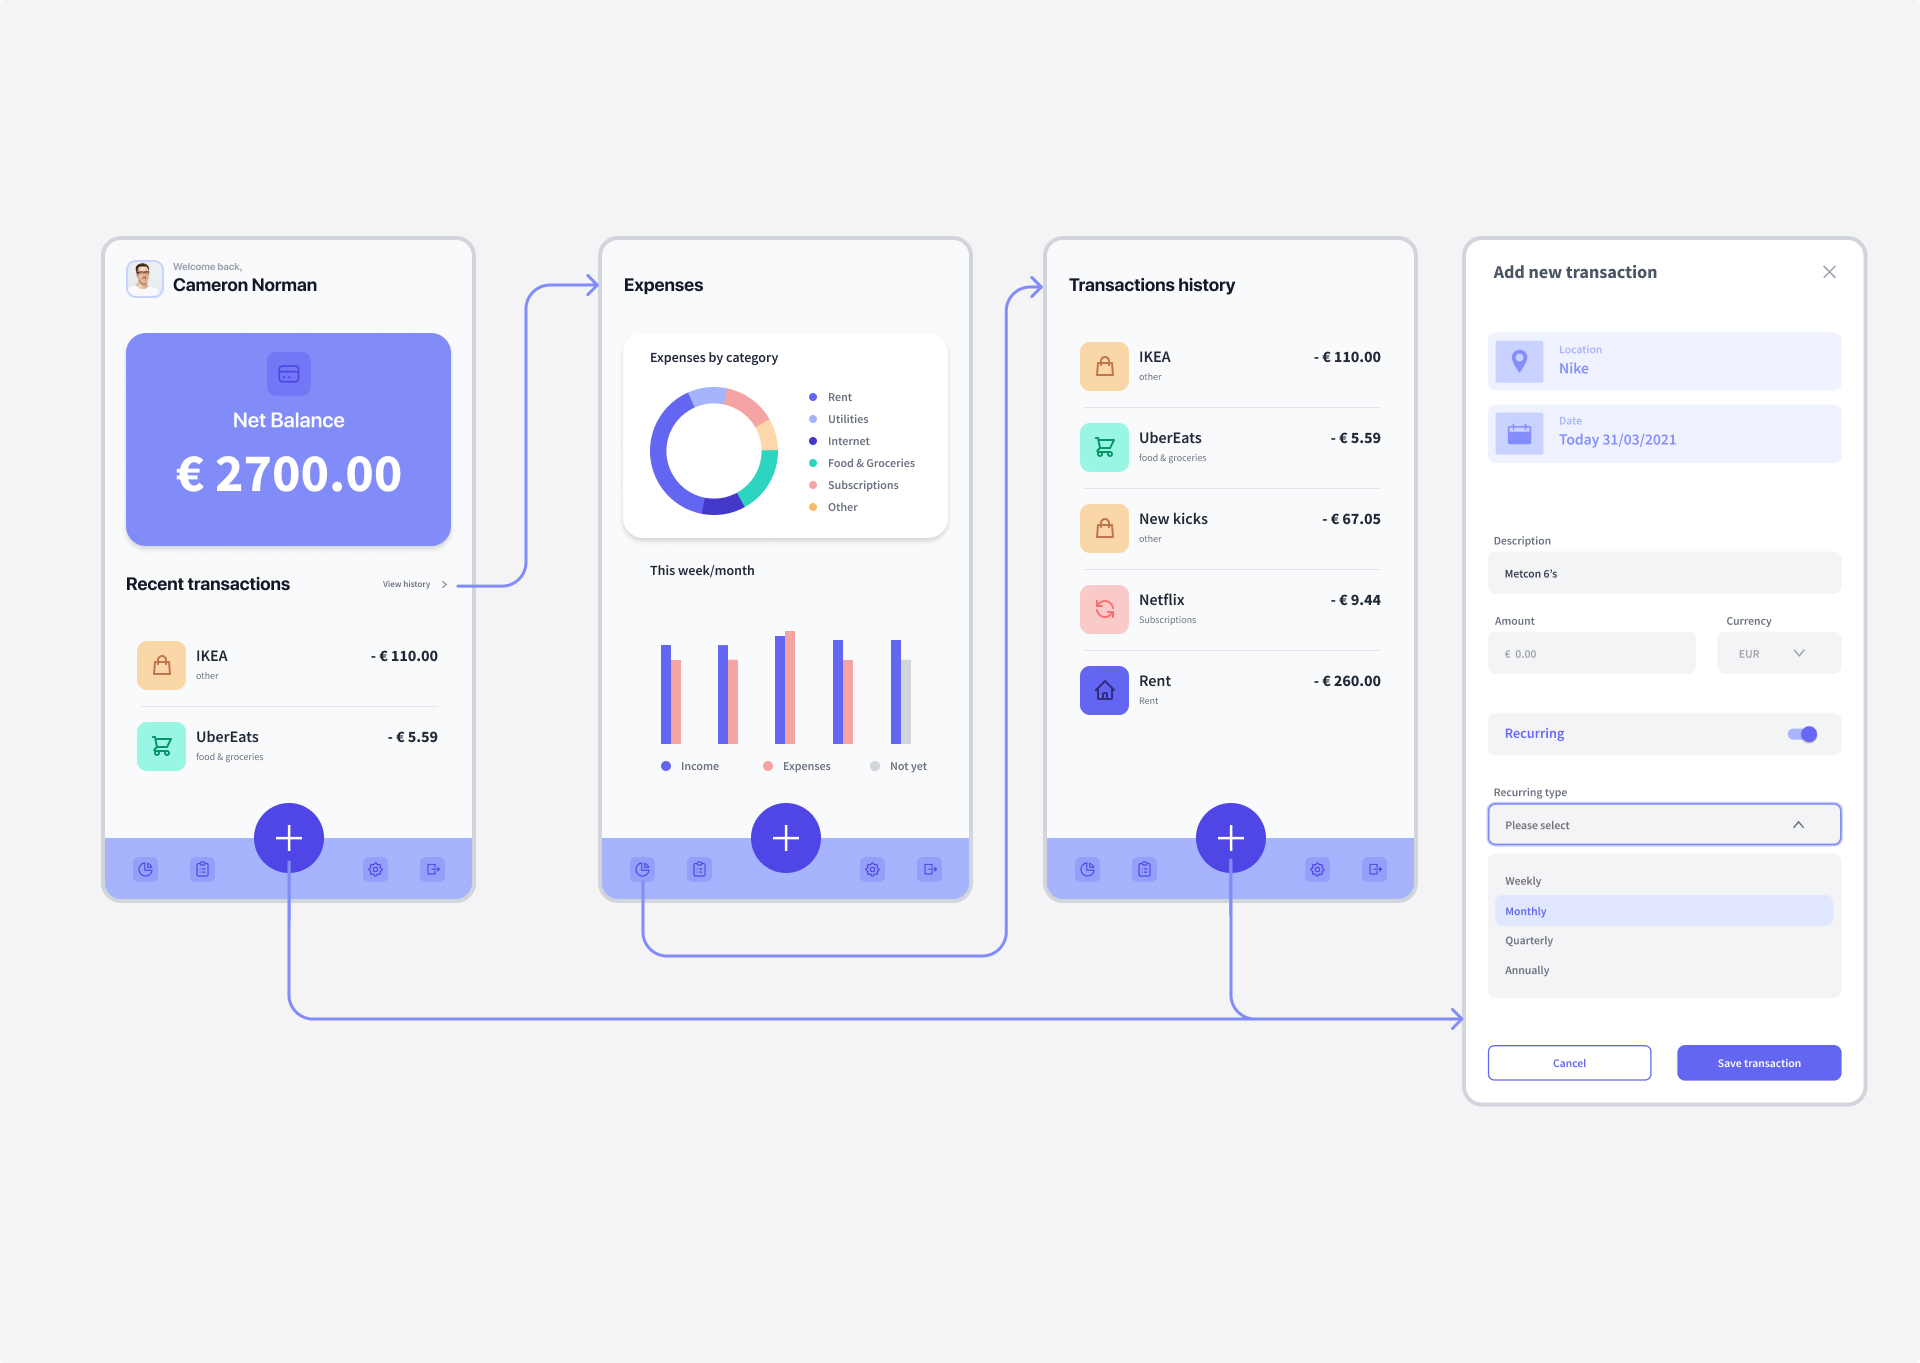 Welcome back,
Cameron Norman
Net Balance
€ 2700.00
Recent transactions
View history
IKEA
- € 110.00
other
UberEats
- € 5.59
food & groceries
Expenses
Expenses by category
Rent
Utilities
Internet
Food & Groceries
Subscriptions
Other
This week/month
Income
Expenses
Not yet
Transactions history
IKEA
- € 110.00
other
UberEats
- € 5.59
food & groceries
New kicks
- € 67.05
other
Netflix
- € 9.44
Subscriptions
Rent
- € 260.00
Rent
Add new transaction
Location
Nike
Date
Today 31/03/2021
Description
Metcon 6's
Amount
Currency
€ 0.00
EUR
Recurring
Recurring type
Please select
Weekly
Monthly
Quarterly
Annually
Cancel
Save transaction